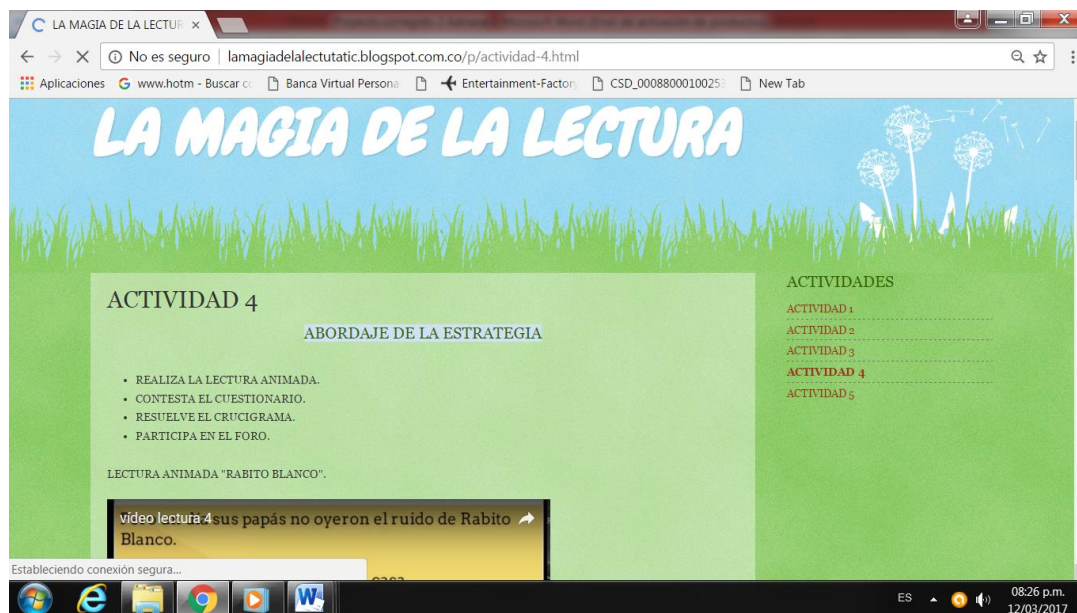 LA MAGIA DE LA LECTUR
No es seguro | lamagiadelalectutatic.blogspot.com.co/p/actividad-4.html
Aplicaciones www.hotm - Buscar co Banca Virtual Persona Entertainment-Factor CSD_0008800010025 New Tab
LA MAGIA DE LA LECTURA
ACTIVIDAD 4
ABORDAJE DE LA ESTRATEGIA
• REALIZA LA LECTURA ANIMADA.
• CONTESTA EL CUESTIONARIO.
• RESUELVE EL CRUCIGRAMA.
• PARTICIPA EN EL FORO.
LECTURA ANIMADA "RABITO BLANCO".
video lectura 4
sus papás no oyeron el ruido de Rabito
Blanco.
ACTIVIDADES
ACTIVIDAD 1
ACTIVIDAD 2
ACTIVIDAD 3
ACTIVIDAD 4
ACTIVIDAD 5
Estableciendo conexión segura...
ES
08:26 p.m.
12/03/2017